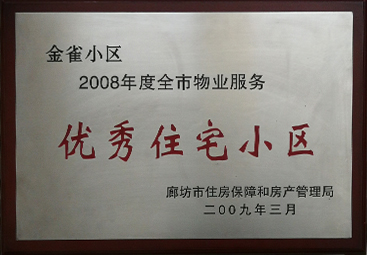 金雀小区
2008年度全市物业服务
优秀住宅小区
廊坊市住房保障和房产管理局
二00九年三月